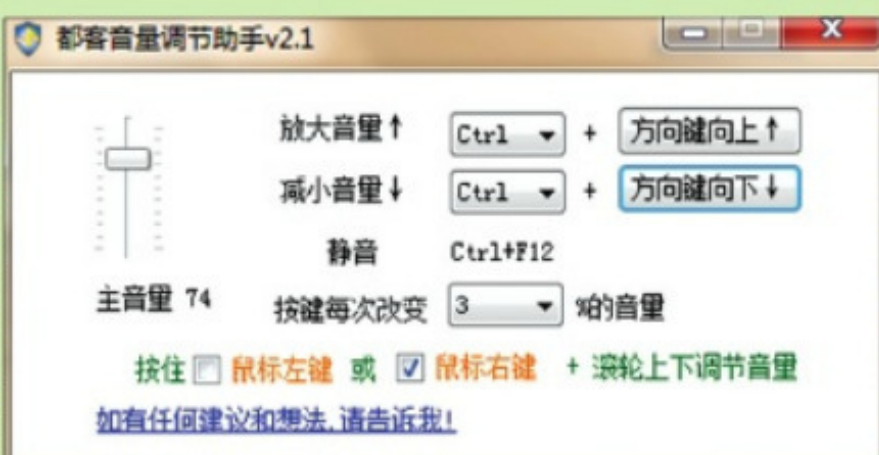 都客音量调节助手v2.1
放大音量↑ Ctrl + 方向键向上↑
减小音量↓ Ctrl + 方向键向下↓
静音 Ctrl+F12
主音量 74
按键每次改变 3 %的音量
按住 鼠标左键 或 鼠标右键 + 滚轮上下调节音量
如有任何建议和想法,请告诉我!